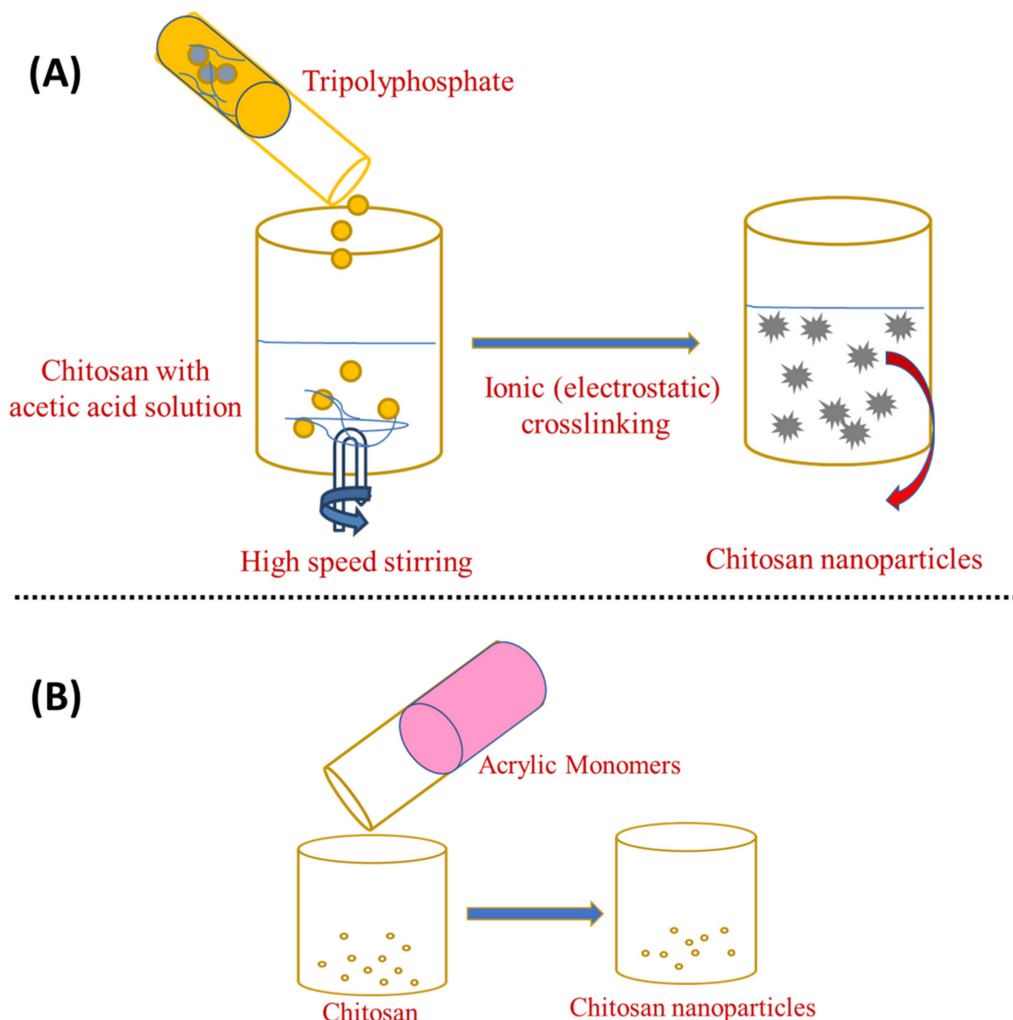 (A)
Tripolyphosphate
Chitosan with
acetic acid solution
Ionic (electrostatic)
crosslinking
High speed stirring
Chitosan nanoparticles
(B)
Acrylic Monomers
Chitosan
Chitosan nanoparticles